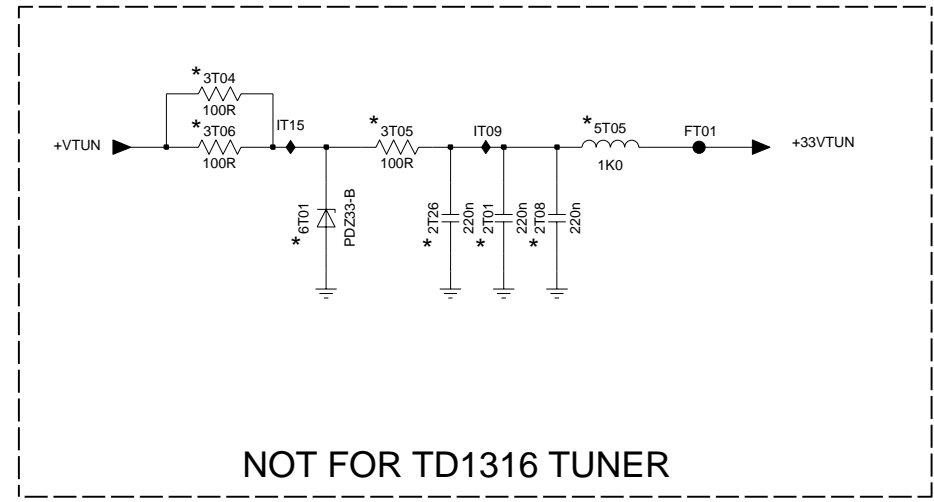 *3T04
100R
*3T06
100R
IT15
+VTUN
*3T05
100R
IT09
*5T05
1K0
FT01
+33VTUN
*6T01
PDZ33-B
*2T26
220n
*2T01
220n
*2T08
220n
NOT FOR TD1316 TUNER